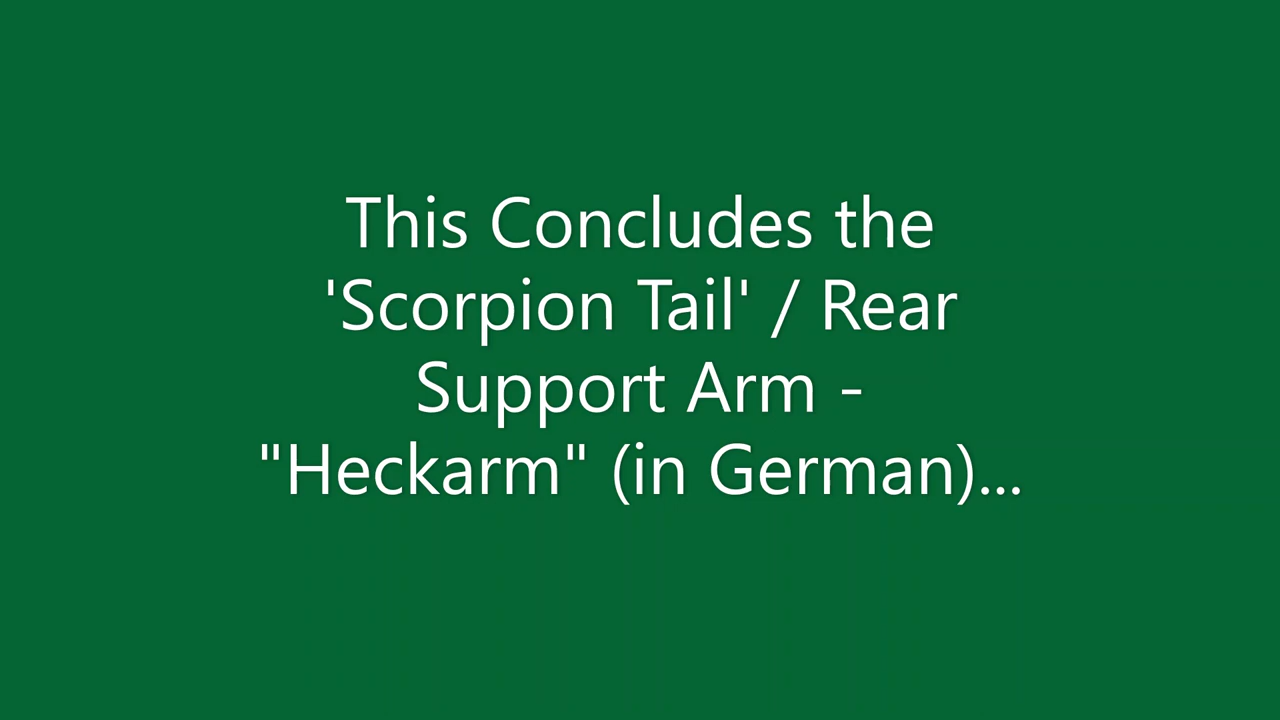 This Concludes the
'Scorpion Tail' / Rear
Support Arm -
"Heckarm" (in German)...